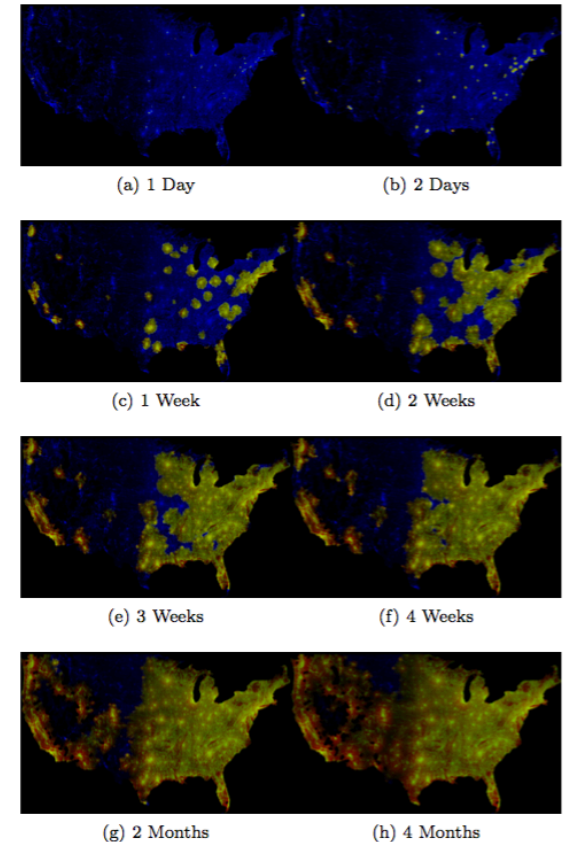 (a) 1 Day
(b) 2 Days
(c) 1 Week
(d) 2 Weeks
(e) 3 Weeks
(f) 4 Weeks
(g) 2 Months
(h) 4 Months